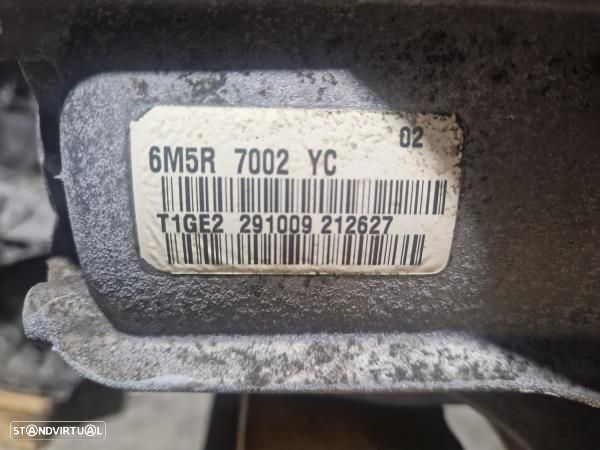 02
6M5R 7002 YC
T1GE2 291009 212627
STANDVIRTUAL